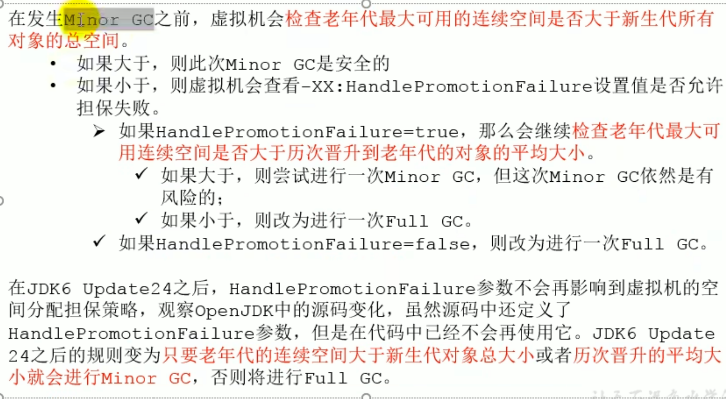 在发生Minor GC之前，虚拟机会检查老年代最大可用的连续空间是否大于新生代所有
对象的总空间。
• 如果大于，则此次Minor GC是安全的
• 如果小于，则虚拟机会查看-XX:HandlePromotionFailure设置值是否允许
担保失败。
➢ 如果HandlePromotionFailure=true，那么会继续检查老年代最大可
用连续空间是否大于历次晋升到老年代的对象的平均大小。
✓ 如果大于，则尝试进行一次Minor GC，但这次Minor GC依然是有
风险的；
✓ 如果小于，则改为进行一次Full GC。
✓ 如果HandlePromotionFailure=false，则改为进行一次Full GC。
在JDK6 Update24之后，HandlePromotionFailure参数不会再影响到虚拟机的空
间分配担保策略，观察OpenJDK中的源码变化，虽然源码中还定义了
HandlePromotionFailure参数，但是在代码中已经不会再使用它。JDK6 Update
24之后的规则变为只要老年代的连续空间大于新生代对象总大小或者历次晋升的平均大
小就会进行Minor GC，否则将进行Full GC。